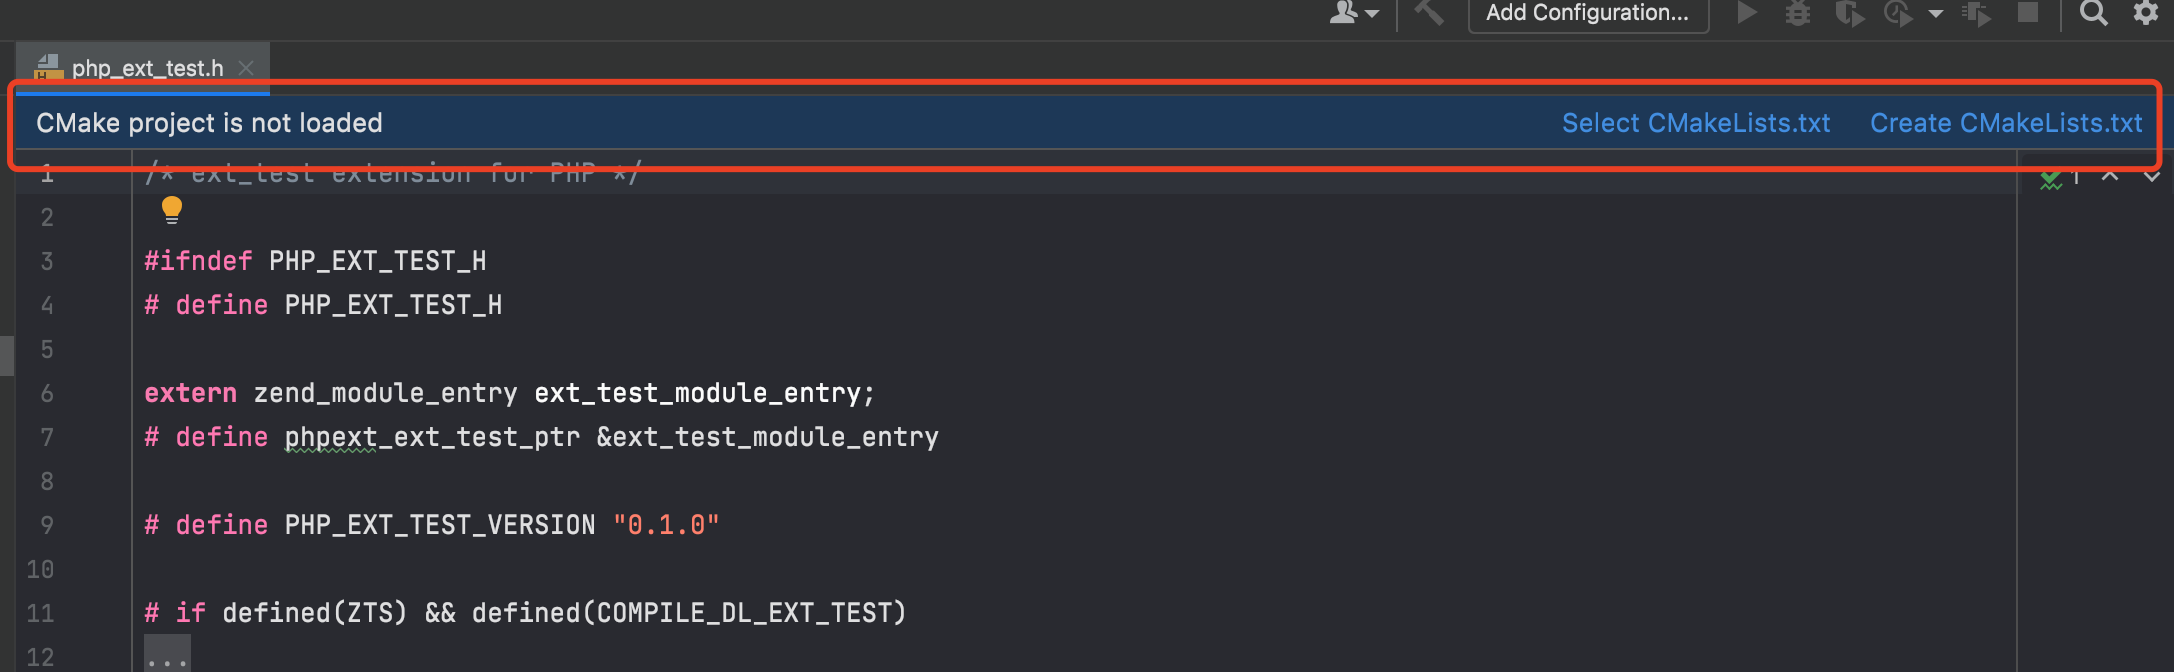 Add Configuration...
H php_ext_test.h
CMake project is not loaded Select CMakeLists.txt Create CMakeLists.txt
1 /* ext_test extension for PHP */ 1
2
3 #ifndef PHP_EXT_TEST_H
4 # define PHP_EXT_TEST_H
5
6 extern zend_module_entry ext_test_module_entry;
7 # define phpext_ext_test_ptr &ext_test_module_entry
8
9 # define PHP_EXT_TEST_VERSION "0.1.0"
10
11 # if defined(ZTS) && defined(COMPILE_DL_EXT_TEST)
12 ...